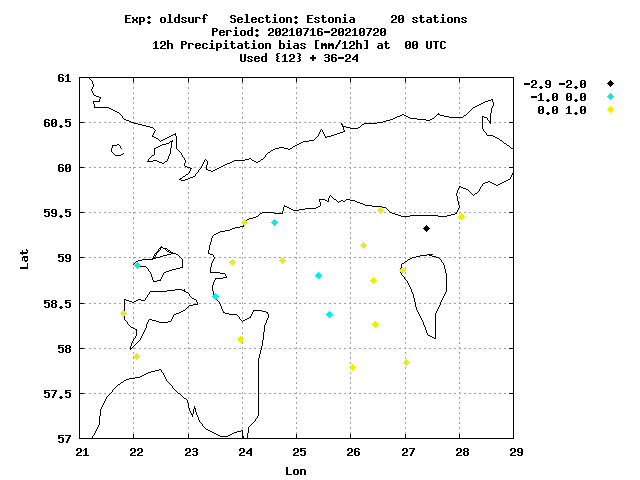 Exp: oldsurf Selection: Estonia 20 stations
Period: 20210716-20210720
12h Precipitation bias [mm/12h] at 00 UTC
Used {12} + 36-24
-2.9 -2.0
-1.0 0.0
0.0 1.0
61
60.5
60
59.5
59
58.5
58
57.5
57
Lat
21 22 23 24 25 26 27 28 29
Lon